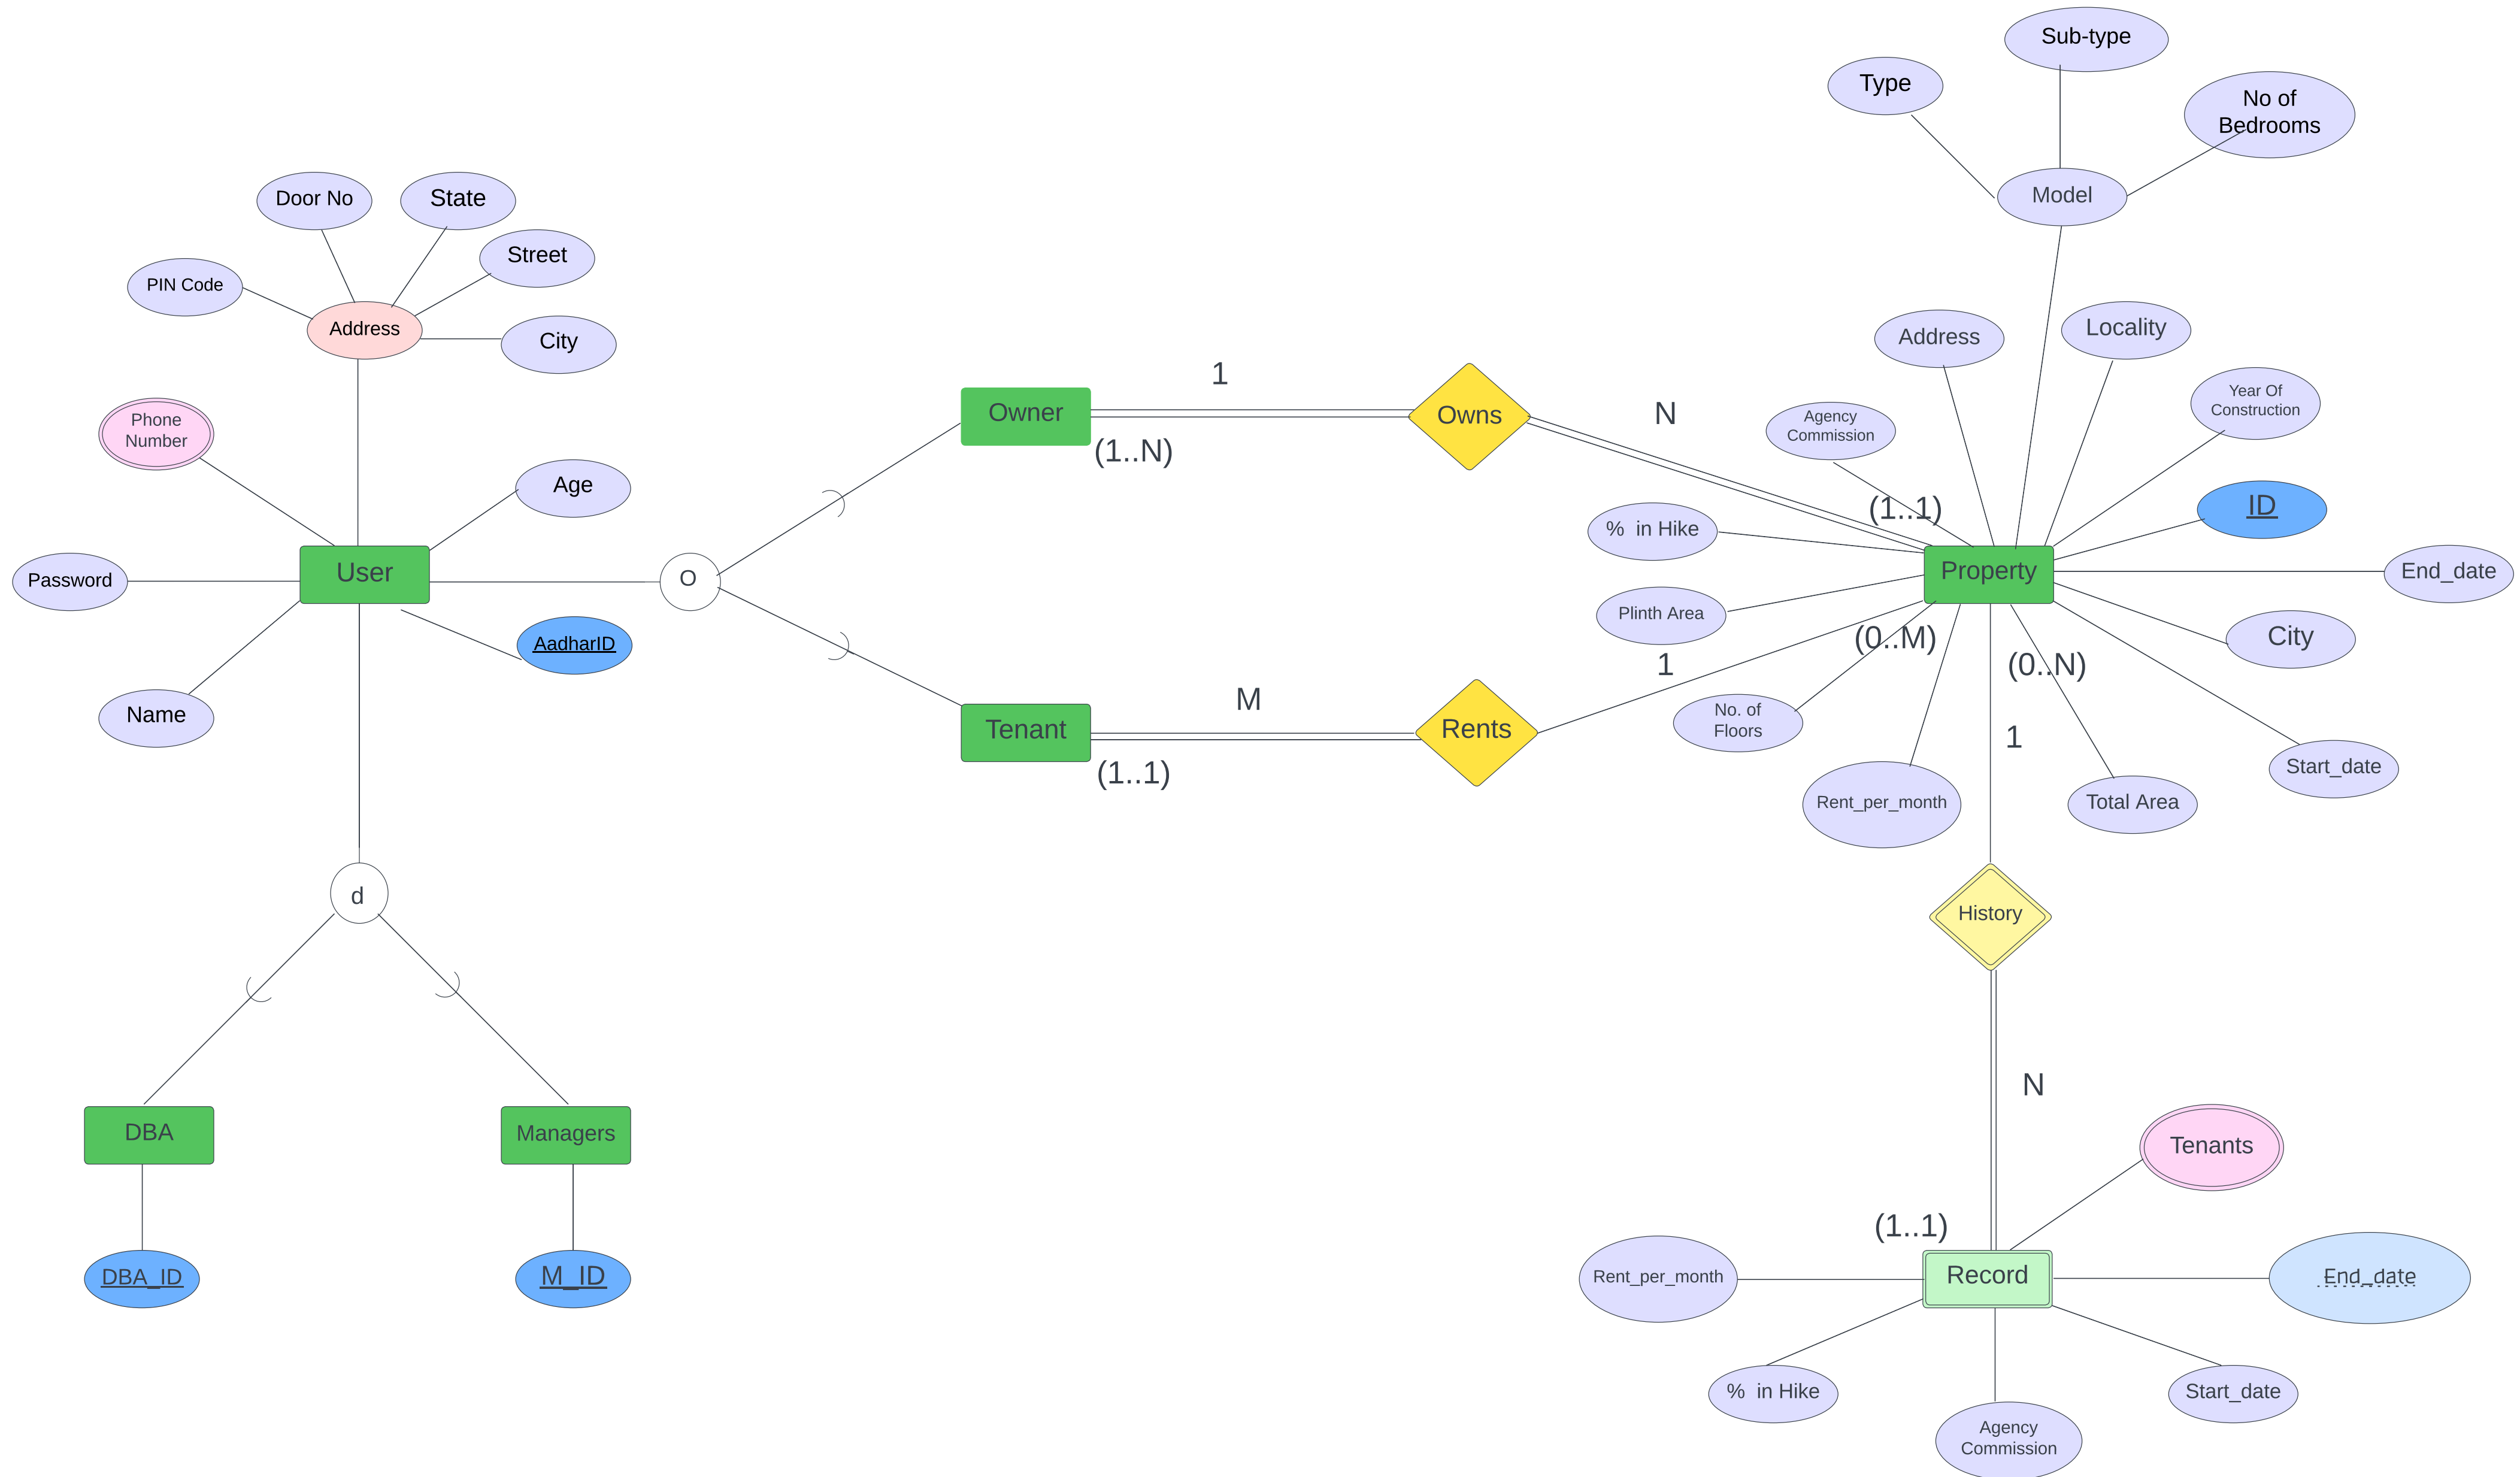 Sub-type
Type
No of
Bedrooms
Model
Door No
State
Street
PIN Code
Address
City
Phone
Number
Age
Password
User
AadharID
Name
O
d
DBA
Managers
DBA_ID
M_ID
Owner
1
(1..N)
Owns
N
Tenant
M
(1..1)
Rents
1
Address
Locality
Agency
Commission
Year Of
Construction
(1..1)
% in Hike
ID
Property
End_date
Plinth Area
(0..M)
(0..N)
City
No. of
Floors
1
Start_date
Rent_per_month
Total Area
History
N
Tenants
(1..1)
Rent_per_month
Record
End_date
% in Hike
Start_date
Agency
Commission